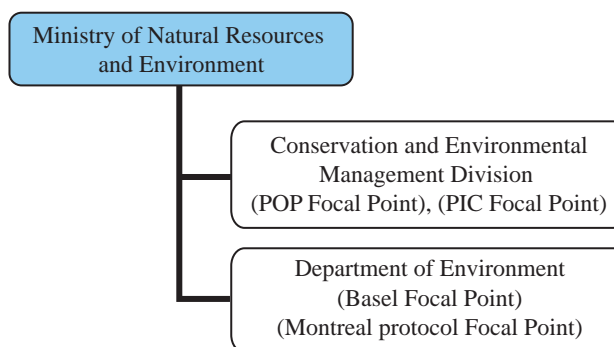 Ministry of Natural Resources
and Environment
Conservation and Environmental
Management Division
(POP Focal Point), (PIC Focal Point)
Department of Environment
(Basel Focal Point)
(Montreal protocol Focal Point)